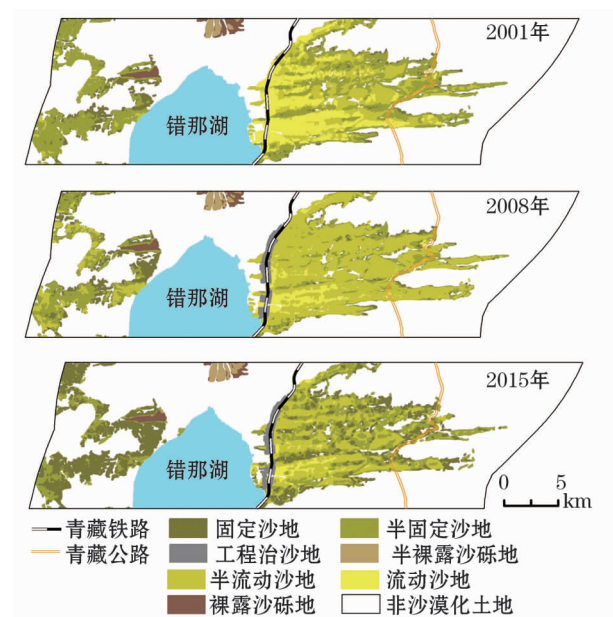 2001年
错那湖
2008年
错那湖
2015年
错那湖
0 5
km
青藏铁路 固定沙地 半固定沙地
青藏公路 工程治沙地 半裸露沙砾地
半流动沙地 流动沙地
裸露沙砾地 非沙漠化土地